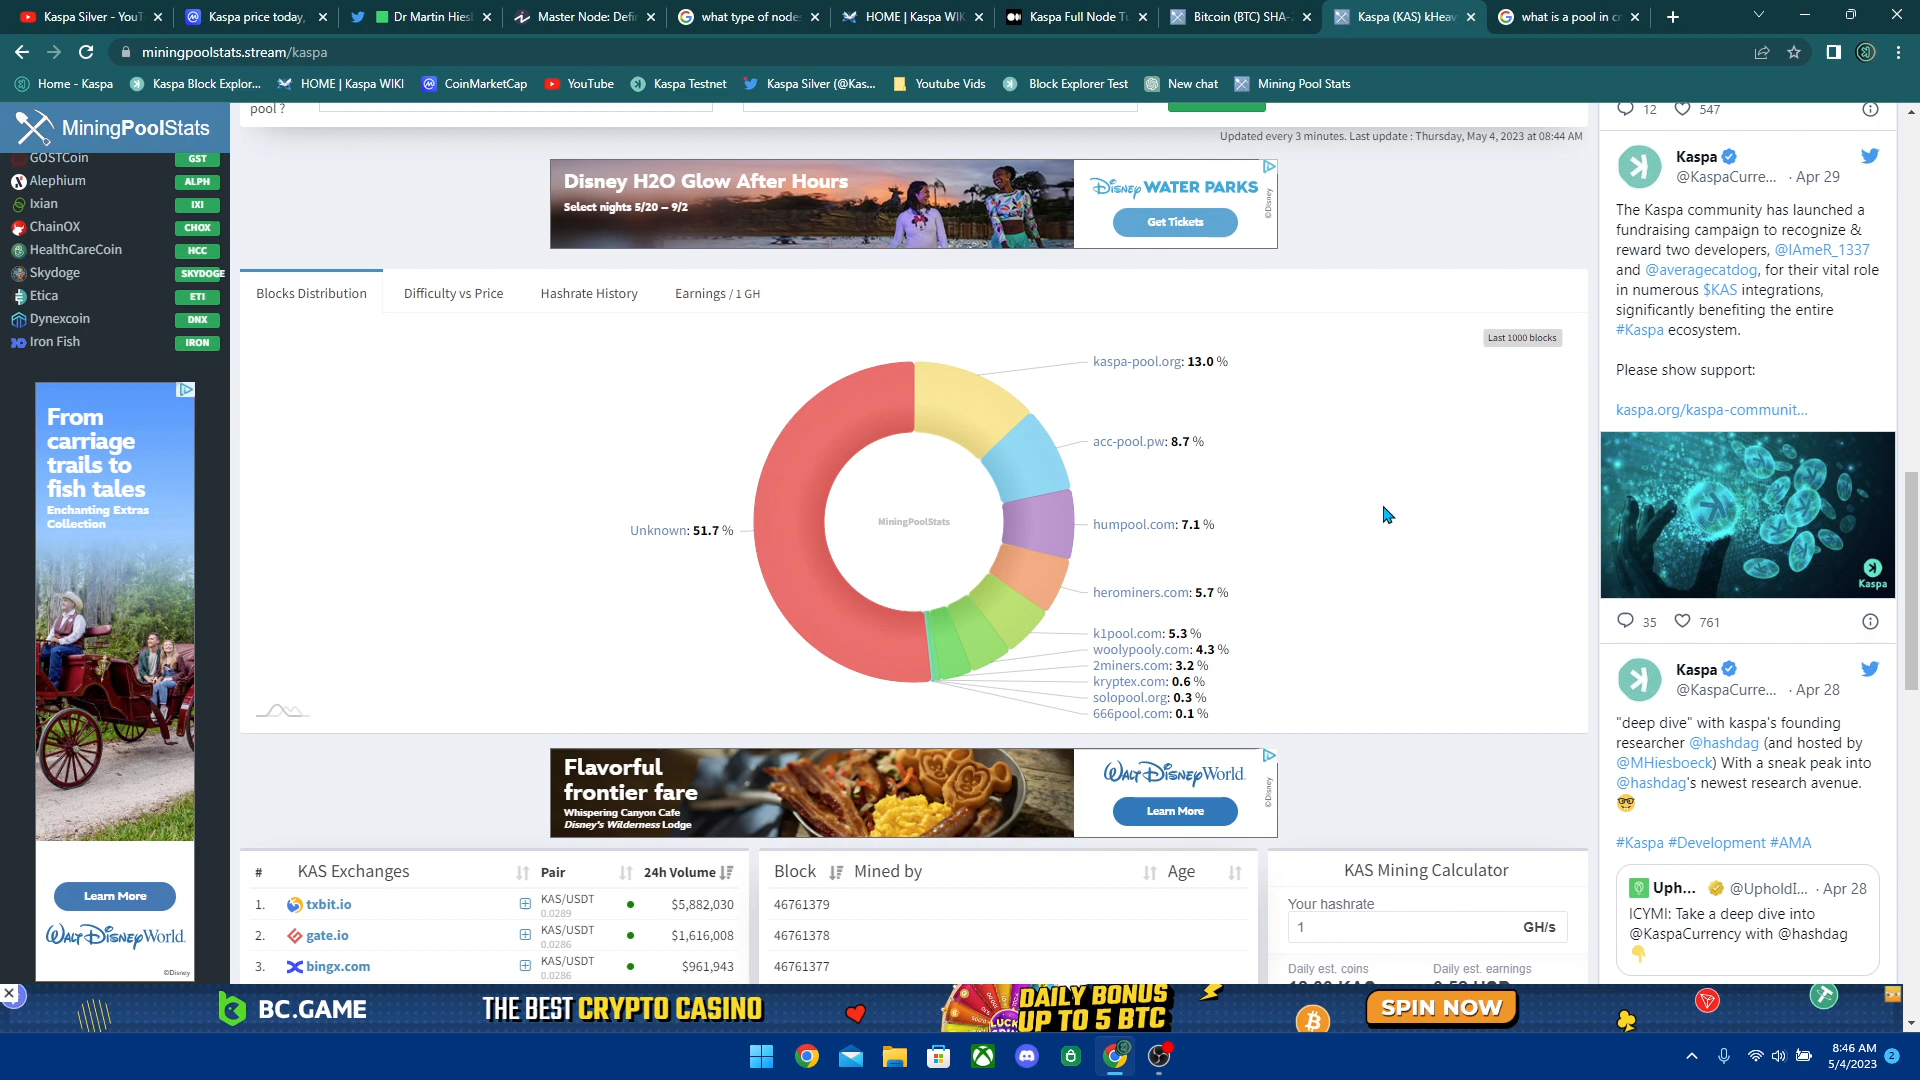 Kaspa Silver - YouT
Kaspa price today,
Dr Martin Hies
Master Node: Defi
what type of node
HOME | Kaspa WIK
Kaspa Full Node Tu
Bitcoin (BTC) SHA-2
Kaspa (KAS) kHeav
what is a pool in cr
miningpoolstats.stream/kaspa
Home - Kaspa
Kaspa Block Explor...
HOME | Kaspa WIKI
CoinMarketCap
YouTube
Kaspa Testnet
Kaspa Silver (@Kas...
Youtube Vids
Block Explorer Test
New chat
Mining Pool Stats
MiningPoolStats
GOSTCoin GST
Alephium ALPH
Ixian IXI
ChainOX CHOX
HealthCareCoin HCC
Skydoge SKYDOGE
Etica ETI
Dynexcoin DNX
Iron Fish IRON
From
carriage
trails to
fish tales
Enchanting Extras
Collection
Learn More
Walt Disney World.
©Disney
pool ?
Updated every 3 minutes. Last update : Thursday, May 4, 2023 at 08:44 AM
Disney H2O Glow After Hours
Select nights 5/20 – 9/2
Disney WATER PARKS
Get Tickets
©Disney
Blocks Distribution
Difficulty vs Price
Hashrate History
Earnings / 1 GH
Last 1000 blocks
kaspa-pool.org: 13.0 %
acc-pool.pw: 8.7 %
humpool.com: 7.1 %
Unknown: 51.7 %
MiningPoolStats
herominers.com: 5.7 %
k1pool.com: 5.3 %
woolypooly.com: 4.3 %
2miners.com: 3.2 %
kryptex.com: 0.6 %
solopool.org: 0.3 %
666pool.com: 0.1 %
Flavorful
frontier fare
Whispering Canyon Cafe
Disney's Wilderness Lodge
Walt Disney World.
Learn More
©Disney
# KAS Exchanges Pair 24h Volume
1. txbit.io KAS/USDT $5,882,030
0.0289
2. gate.io KAS/USDT $1,616,008
0.0286
3. bingx.com KAS/USDT $961,943
0.0286
Block Mined by Age
46761379
46761378
46761377
KAS Mining Calculator
Your hashrate
1 GH/s
Daily est. coins
Daily est. earnings
12 547
Kaspa
@KaspaCurre... · Apr 29
The Kaspa community has launched a
fundraising campaign to recognize &
reward two developers, @IAmeR_1337
and @averagecatdog, for their vital role
in numerous $KAS integrations,
significantly benefiting the entire
#Kaspa ecosystem.
Please show support:
kaspa.org/kaspa-communit...
Kaspa
35 761
Kaspa
@KaspaCurre... · Apr 28
"deep dive" with kaspa's founding
researcher @hashdag (and hosted by
@MHiesboeck) With a sneak peak into
@hashdag's newest research avenue.
#Kaspa #Development #AMA
Uph... @UpholdI... · Apr 28
ICYMI: Take a deep dive into
@KaspaCurrency with @hashdag
BC.GAME
THE BEST CRYPTO CASINO
LUCK
DAILY BONUS
UP TO 5 BTC
SPIN NOW
8:46 AM
5/4/2023
2